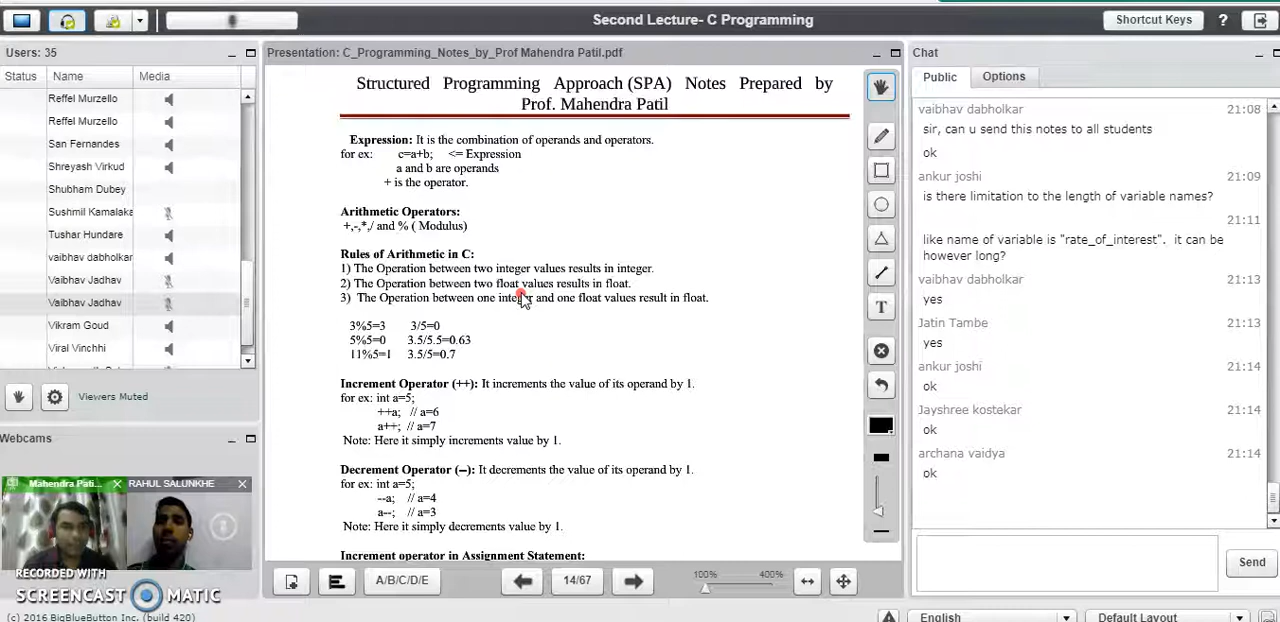 Second Lecture- C Programming
Shortcut Keys
?
Users: 35
Status Name Media
Reffel Murzello
Reffel Murzello
San Fernandes
Shreyash Virkud
Shubham Dubey
Sushmil Kamalaka
Tushar Hundare
vaibhav dabholkar
Vaibhav Jadhav
Vaibhav Jadhav
Vikram Goud
Viral Vinchhi
Viewers Muted
Webcams
Mahendra Pati...
RAHUL SALUNKHE
RECORDED WITH
SCREENCAST MATIC
(c) 2016 BigBlueButton Inc. (build 420)
Presentation: C_Programming_Notes_by_Prof Mahendra Patil.pdf
Structured Programming Approach (SPA) Notes Prepared by
Prof. Mahendra Patil
Expression: It is the combination of operands and operators.
for ex: c=a+b; <= Expression
a and b are operands
+ is the operator.
Arithmetic Operators:
+,-,*,/ and % ( Modulus)
Rules of Arithmetic in C:
1) The Operation between two integer values results in integer.
2) The Operation between two float values results in float.
3) The Operation between one integer and one float values result in float.
3%5=3 3/5=0
5%5=0 3.5/5.5=0.63
11%5=1 3.5/5=0.7
Increment Operator (++): It increments the value of its operand by 1.
for ex: int a=5;
++a; // a=6
a++; // a=7
Note: Here it simply increments value by 1.
Decrement Operator (--): It decrements the value of its operand by 1.
for ex: int a=5;
--a; // a=4
a--; // a=3
Note: Here it simply decrements value by 1.
Increment operator in Assignment Statement:
T
A/B/C/D/E
14/67
100% 400%
Chat
Public Options
vaibhav dabholkar 21:08
sir, can u send this notes to all students
ok
ankur joshi 21:09
is there limitation to the length of variable names?
21:11
like name of variable is "rate_of_interest". it can be
however long?
vaibhav dabholkar 21:13
yes
Jatin Tambe 21:13
yes
ankur joshi 21:14
ok
Jayshree kostekar 21:14
ok
archana vaidya 21:14
ok
Send
English
Default Layout